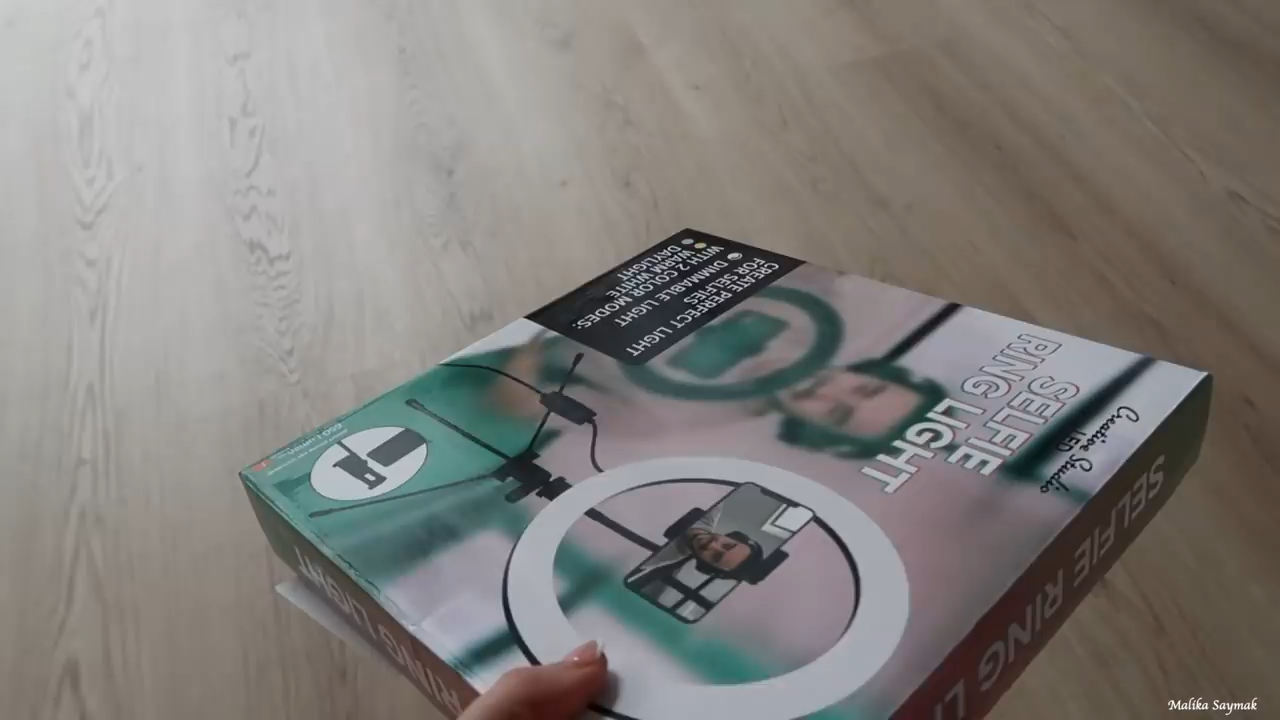 Creative Studio
LED
SELFIE
RING LIGHT
CREATE PERFECT LIGHT
FOR SELFIES
DIMMABLE LIGHT
WITH 2 COLOR MODES:
WARM WHITE
DAYLIGHT
SELFIE RING LI
RING LIGHT
Malika Saymak